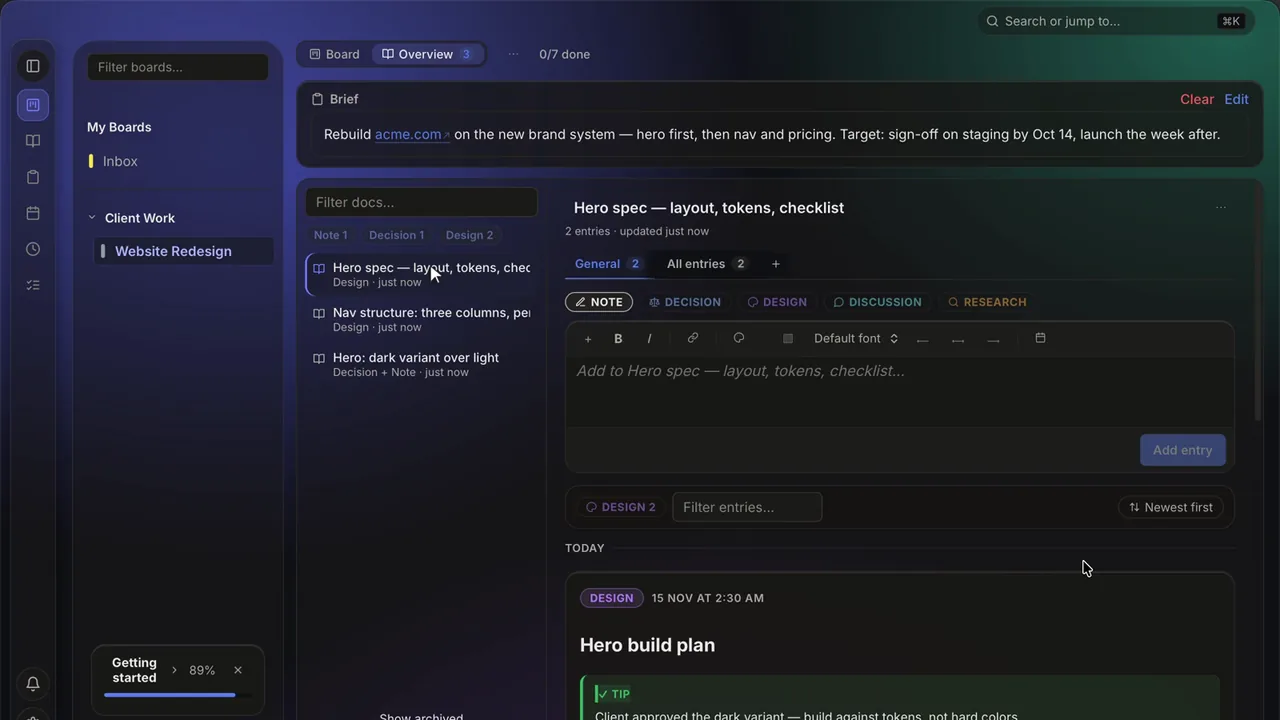 Search or jump to... ⌘K
Board Overview 3 ... 0/7 done
Filter boards...
My Boards
Inbox
Client Work
Website Redesign
Getting started 89%
Brief Clear Edit
Rebuild acme.com on the new brand system — hero first, then nav and pricing. Target: sign-off on staging by Oct 14, launch the week after.
Filter docs...
Note 1 Decision 1 Design 2
Hero spec — layout, tokens, chec
Design · just now
Nav structure: three columns, per
Design · just now
Hero: dark variant over light
Decision + Note · just now
Show archived
Hero spec — layout, tokens, checklist ...
2 entries · updated just now
General 2 All entries 2 +
NOTE DECISION DESIGN DISCUSSION RESEARCH
+ B I Default font
Add to Hero spec — layout, tokens, checklist...
Add entry
DESIGN 2 Filter entries... Newest first
TODAY
DESIGN 15 NOV AT 2:30 AM
Hero build plan
TIP
Client approved the dark variant — build against tokens, not hard colors.